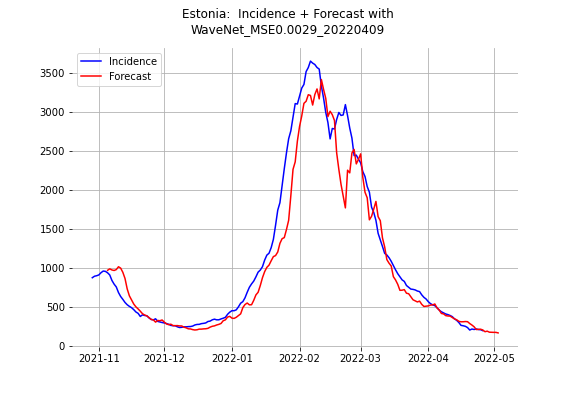 Estonia:  Incidence + Forecast with
WaveNet_MSE0.0029_20220409
Incidence
Forecast
3500
3000
2500
2000
1500
1000
500
0
2021-11 2021-12 2022-01 2022-02 2022-03 2022-04 2022-05